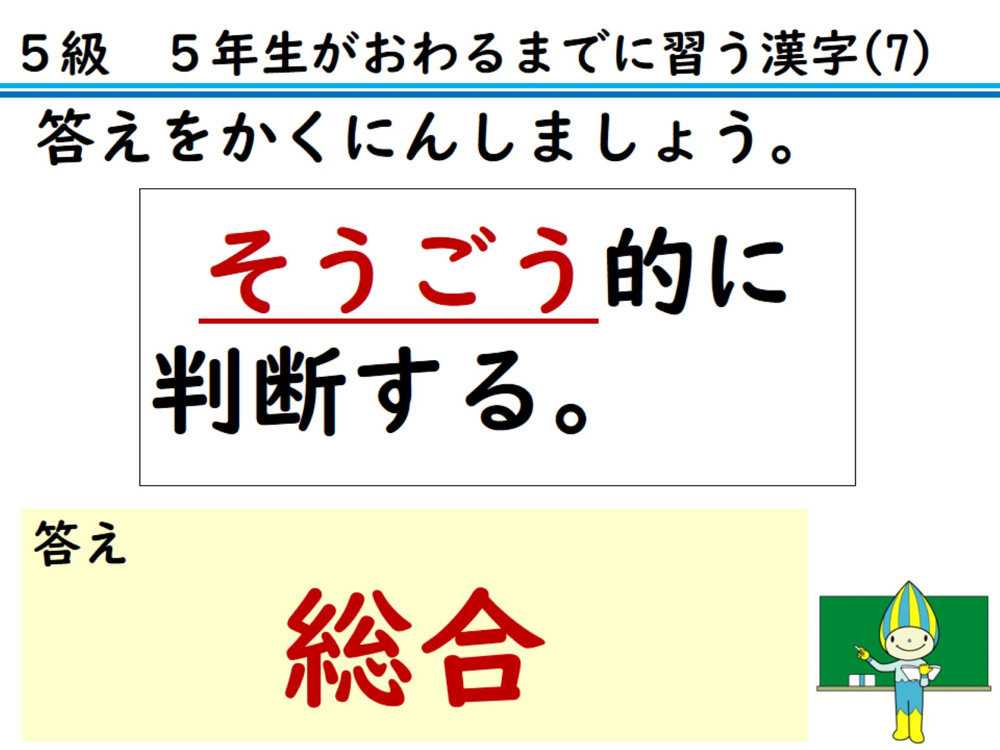 ５級　５年生がおわるまでに習う漢字(7)
答えをかくにんしましょう。
そうごう的に
判断する。
答え
総合